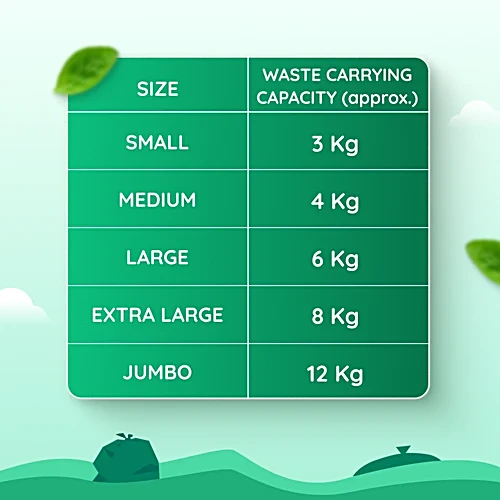 SIZE
WASTE CARRYING
CAPACITY (approx.)
SMALL
3 Kg
MEDIUM
4 Kg
LARGE
6 Kg
EXTRA LARGE
8 Kg
JUMBO
12 Kg